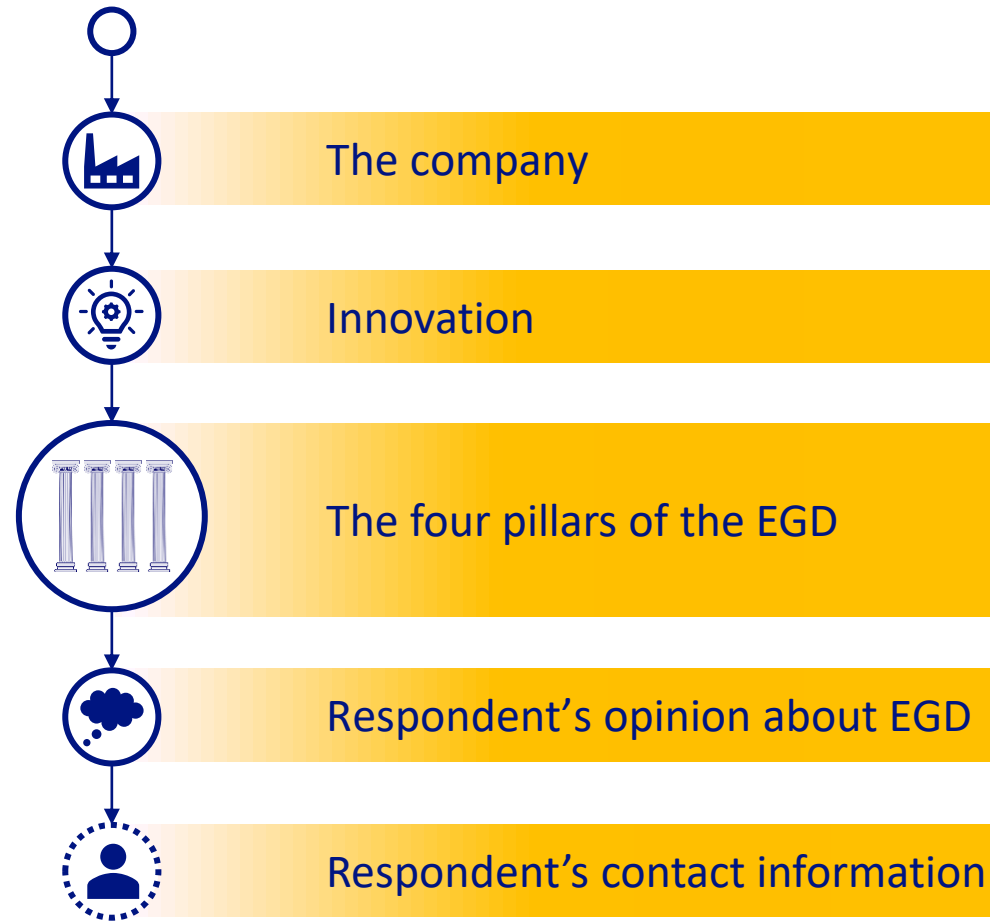 The company
Innovation
The four pillars of the EGD
Respondent’s opinion about EGD
Respondent’s contact information